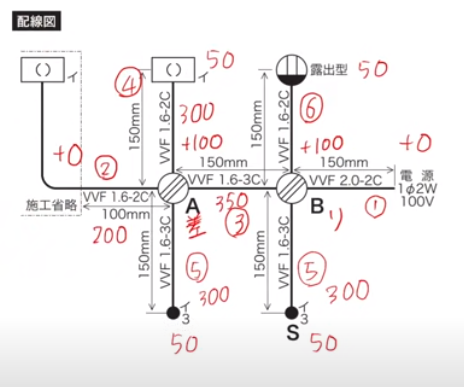 配線図
( ) イ
( ) イ
50
露出型
50
④
150mm
VVF 1.6-2C
300
+100
150mm
VVF 1.6-2C
⑥
+100
+0
+0
②
150mm
150mm
電源
1φ2W
100V
VVF 1.6-2C
VVF 1.6-3C
VVF 2.0-2C
施工省略
100mm
200
A
差
350
③
B
リ
①
150mm
VVF 1.6-3C
⑤
300
150mm
VVF 1.6-3C
⑤
300
イ
3
S
イ
3
50
50